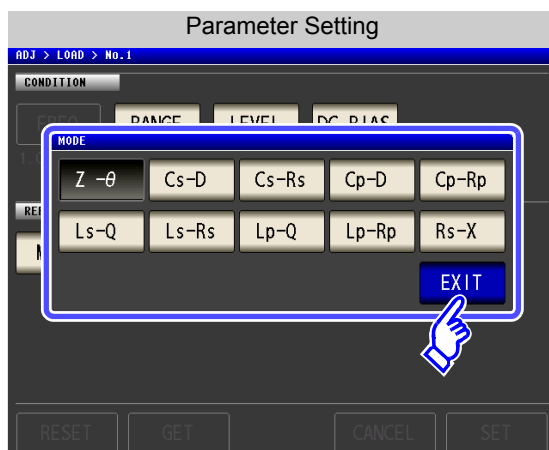 Parameter Setting
ADJ > LOAD > No.1
CONDITION
RANGE LEVEL DC BIAS
MODE
Z -θ Cs-D Cs-Rs Cp-D Cp-Rp
Ls-Q Ls-Rs Lp-Q Lp-Rp Rs-X
EXIT
RESET GET CANCEL SET